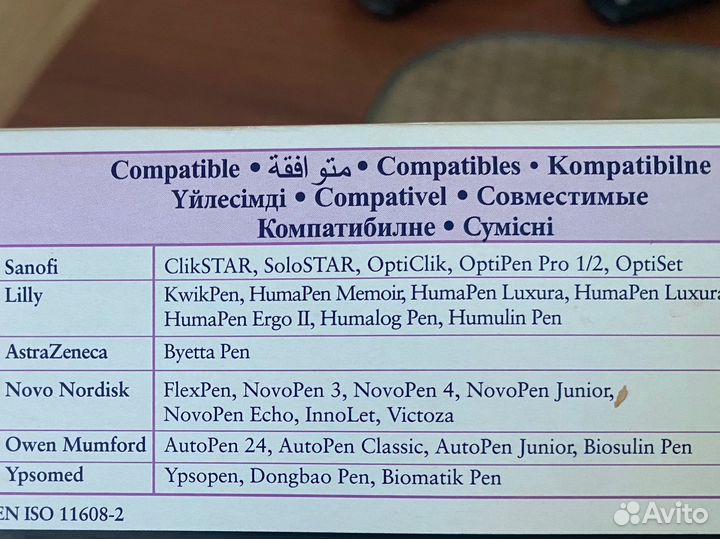 Compatible • متوافقة • Compatibles • Kompatibilne
Үйлесімді • Compativel • Совместимые
Компатибилне • Сумісні
Sanofi ClikSTAR, SoloSTAR, OptiClik, OptiPen Pro 1/2, OptiSet
Lilly KwikPen, HumaPen Memoir, HumaPen Luxura, HumaPen Luxura
HumaPen Ergo II, Humalog Pen, Humulin Pen
AstraZeneca Byetta Pen
Novo Nordisk FlexPen, NovoPen 3, NovoPen 4, NovoPen Junior,
NovoPen Echo, InnoLet, Victoza
Owen Mumford AutoPen 24, AutoPen Classic, AutoPen Junior, Biosulin Pen
Ypsomed Ypsopen, Dongbao Pen, Biomatik Pen
EN ISO 11608-2
Avito